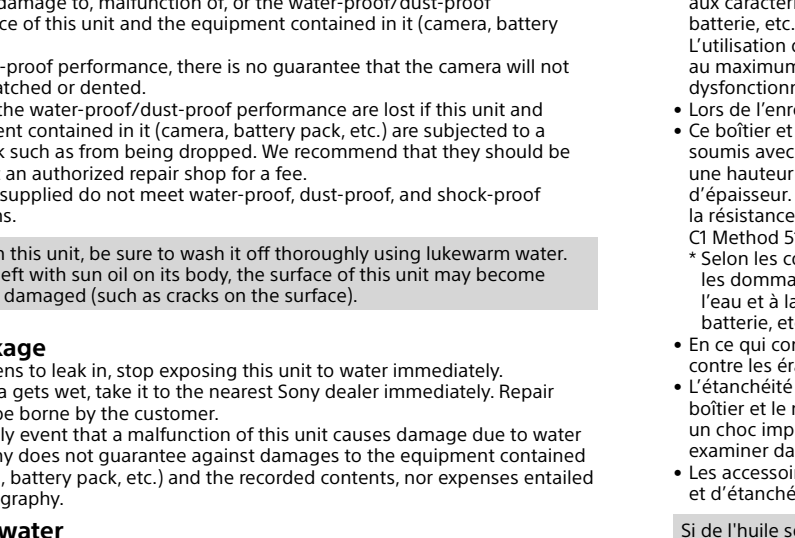 damage to, malfunction of, or the water-proof/dust-proof
ce of this unit and the equipment contained in it (camera, battery
-proof performance, there is no guarantee that the camera will not
atched or dented.
the water-proof/dust-proof performance are lost if this unit and
ent contained in it (camera, battery pack, etc.) are subjected to a
k such as from being dropped. We recommend that they should be
t an authorized repair shop for a fee.
supplied do not meet water-proof, dust-proof, and shock-proof
ns.
n this unit, be sure to wash it off thoroughly using lukewarm water.
eft with sun oil on its body, the surface of this unit may become
damaged (such as cracks on the surface).
kage
ens to leak in, stop exposing this unit to water immediately.
a gets wet, take it to the nearest Sony dealer immediately. Repair
be borne by the customer.
ly event that a malfunction of this unit causes damage due to water
ny does not guarantee against damages to the equipment contained
, battery pack, etc.) and the recorded contents, nor expenses entailed
graphy.
water
aux caractéri
batterie, etc.
L'utilisation d
au maximum
dysfonctionn
• Lors de l'enre
• Ce boîtier et
soumis avec
une hauteur
d'épaisseur.
la résistance
C1 Method 5
* Selon les co
les domma
l'eau et à la
batterie, et
• En ce qui con
contre les éra
• L'étanchéité
boîtier et le m
un choc imp
examiner da
• Les accessoir
et d'étanché
Si de l'huile s